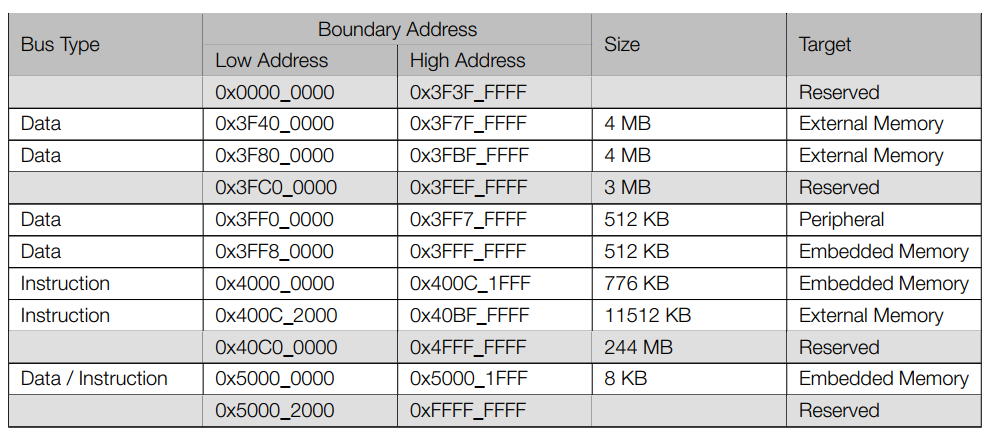 Bus Type Boundary Address Size Target
Low Address High Address
0x0000_0000 0x3F3F_FFFF Reserved
Data 0x3F40_0000 0x3F7F_FFFF 4 MB External Memory
Data 0x3F80_0000 0x3FBF_FFFF 4 MB External Memory
0x3FC0_0000 0x3FEF_FFFF 3 MB Reserved
Data 0x3FF0_0000 0x3FF7_FFFF 512 KB Peripheral
Data 0x3FF8_0000 0x3FFF_FFFF 512 KB Embedded Memory
Instruction 0x4000_0000 0x400C_1FFF 776 KB Embedded Memory
Instruction 0x400C_2000 0x40BF_FFFF 11512 KB External Memory
0x40C0_0000 0x4FFF_FFFF 244 MB Reserved
Data / Instruction 0x5000_0000 0x5000_1FFF 8 KB Embedded Memory
0x5000_2000 0xFFFF_FFFF Reserved